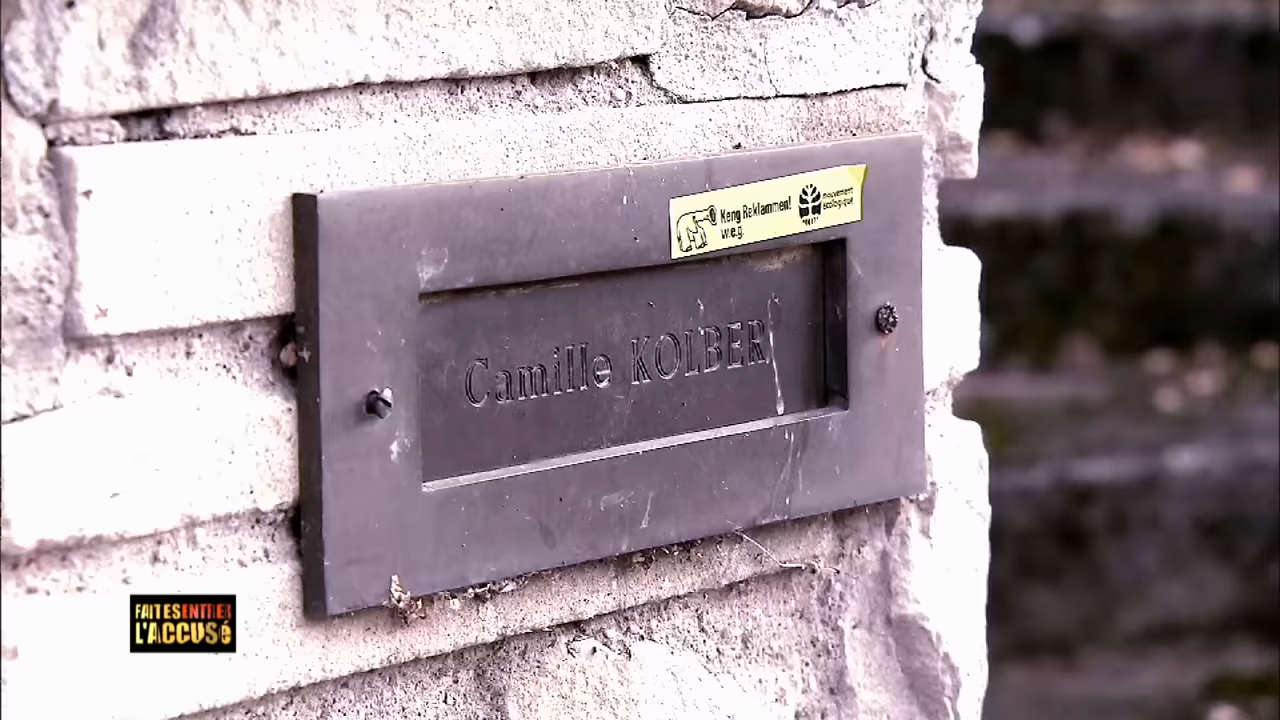 Keng Reklammen!
w.e.g.
mouvement
écologique
Camille KOLBER
FAITES ENTRER
L'ACCUSé